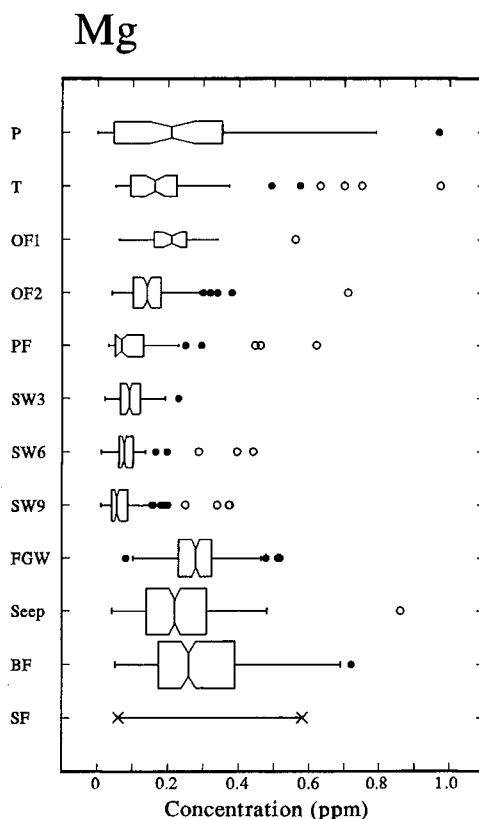 Mg
P
T
OF1
OF2
PF
SW3
SW6
SW9
FGW
Seep
BF
SF
0 0.2 0.4 0.6 0.8 1.0
Concentration (ppm)